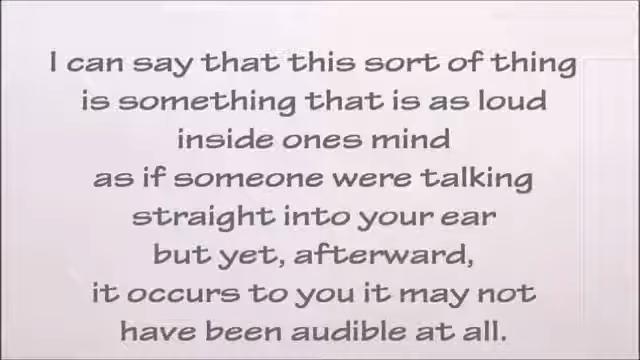 I can say that this sort of thing
is something that is as loud
inside ones mind
as if someone were talking
straight into your ear
but yet, afterward,
it occurs to you it may not
have been audible at all.